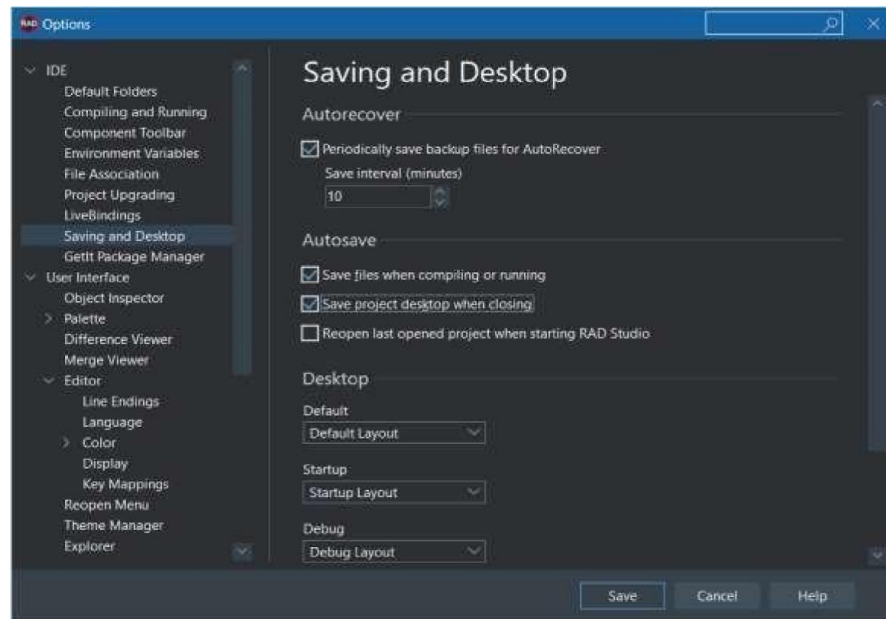 RAD Options
IDE
Default Folders
Compiling and Running
Component Toolbar
Environment Variables
File Association
Project Upgrading
LiveBindings
Saving and Desktop
GetIt Package Manager
User Interface
Object Inspector
Palette
Difference Viewer
Merge Viewer
Editor
Line Endings
Language
Color
Display
Key Mappings
Reopen Menu
Theme Manager
Explorer
Saving and Desktop
Autorecover
Periodically save backup files for AutoRecover
Save interval (minutes)
10
Autosave
Save files when compiling or running
Save project desktop when closing
Reopen last opened project when starting RAD Studio
Desktop
Default
Default Layout
Startup
Startup Layout
Debug
Debug Layout
Save Cancel Help